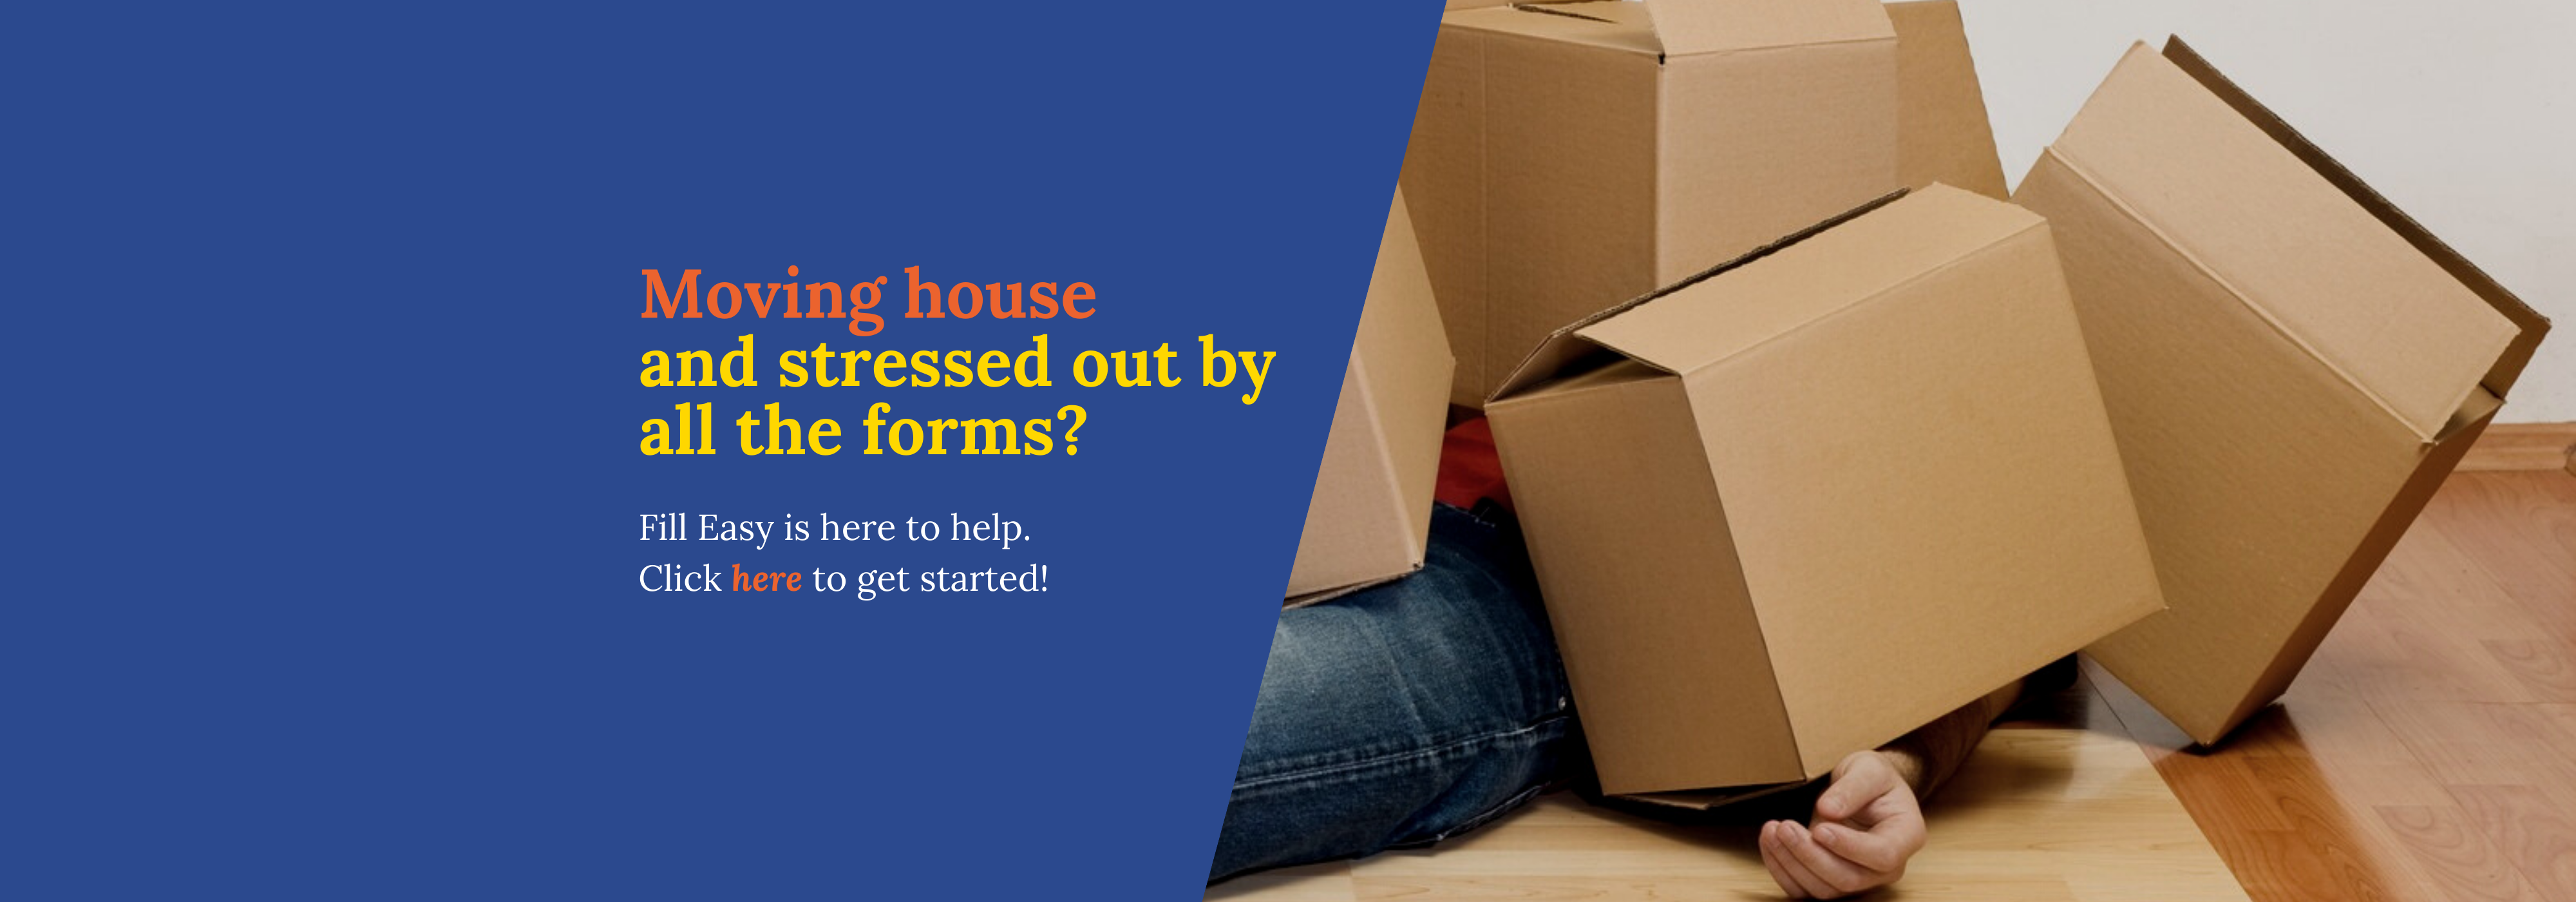 Moving house
and stressed out by
all the forms?
Fill Easy is here to help.
Click here to get started!